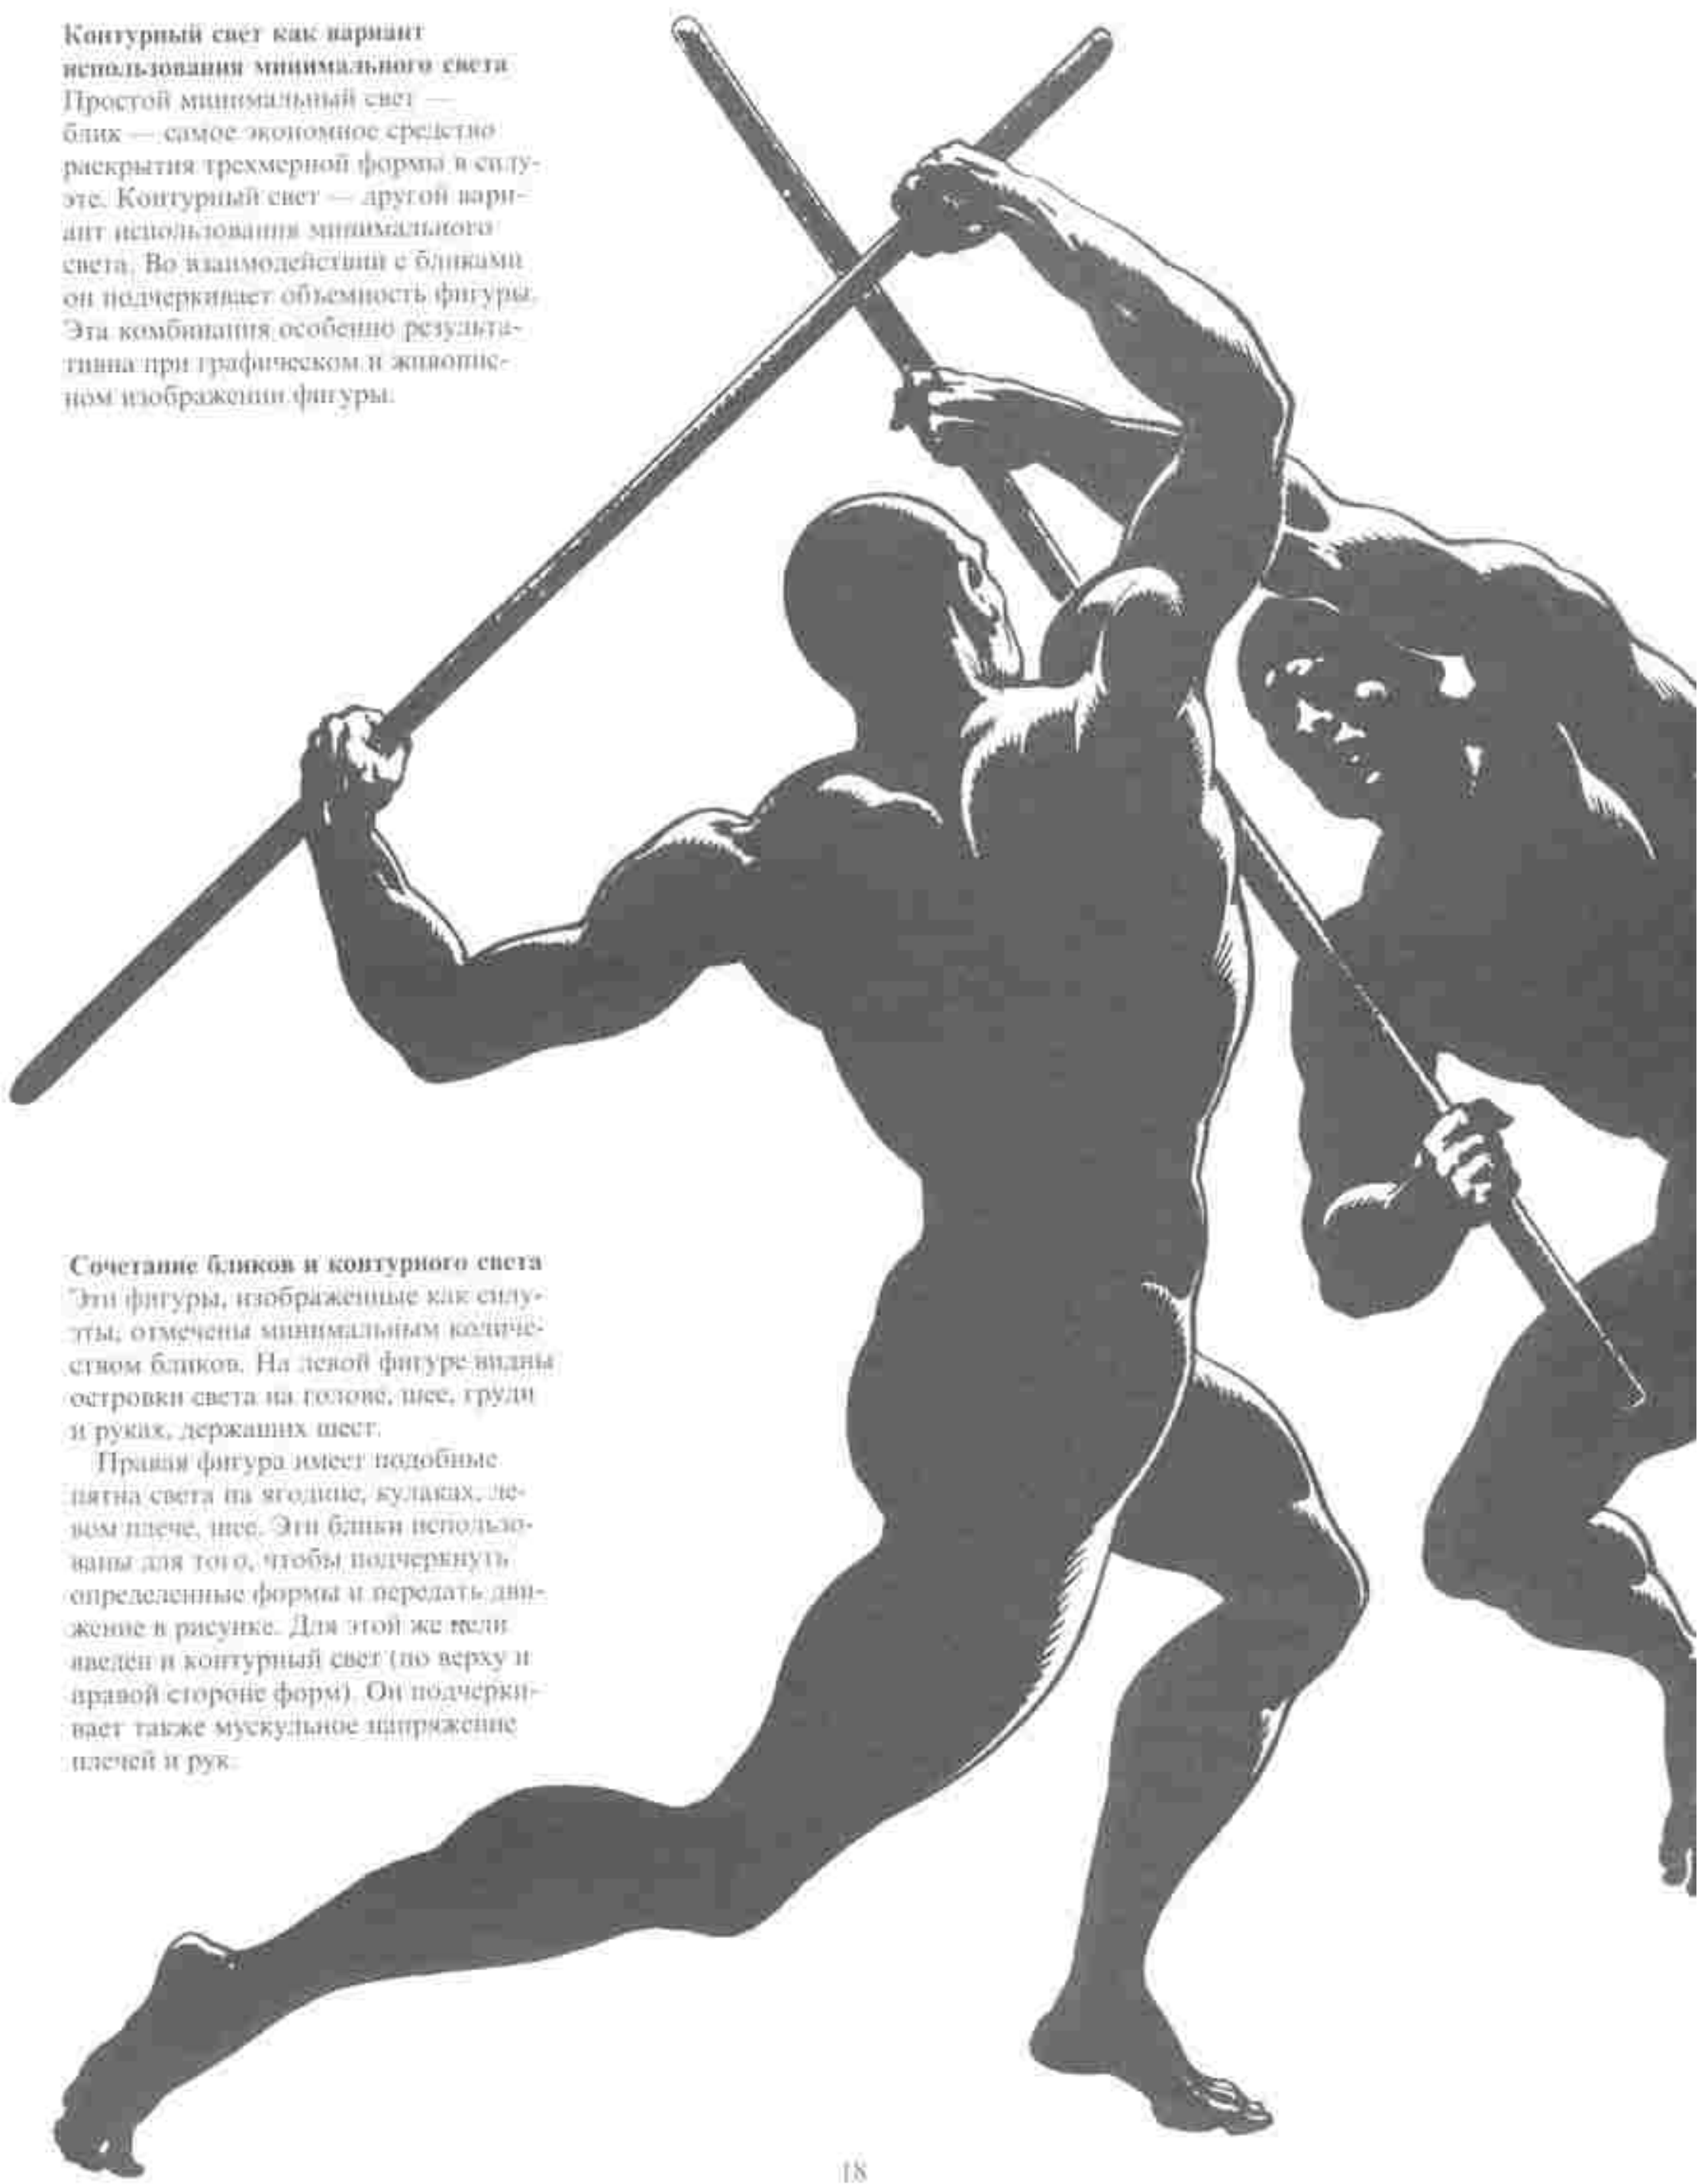 Контурный свет как вариант
использования минимального света
Простой минимальный свет —
блик — самое экономное средство
раскрытия трехмерной формы в силу-
эте. Контурный свет — другой вари-
ант использования минимального
света. Во взаимодействии с бликами
он подчеркивает объемность фигуры.
Эта комбинация особенно результа-
тивна при графическом и живопис-
ном изображении фигуры.
Сочетание бликов и контурного света
Эти фигуры, изображенные как силу-
эты, отмечены минимальным количе-
ством бликов. На левой фигуре видны
островки света на голове, шее, груди
и руках, держащих шест.
Правая фигура имеет подобные
пятна света на ягодице, кулаках, ле-
вом плече, шее. Эти блики использо-
ваны для того, чтобы подчеркнуть
определенные формы и передать дви-
жение в рисунке. Для этой же цели
введен и контурный свет (по верху и
правой стороне форм). Он подчерки-
вает также мускульное напряжение
плечей и рук.
18